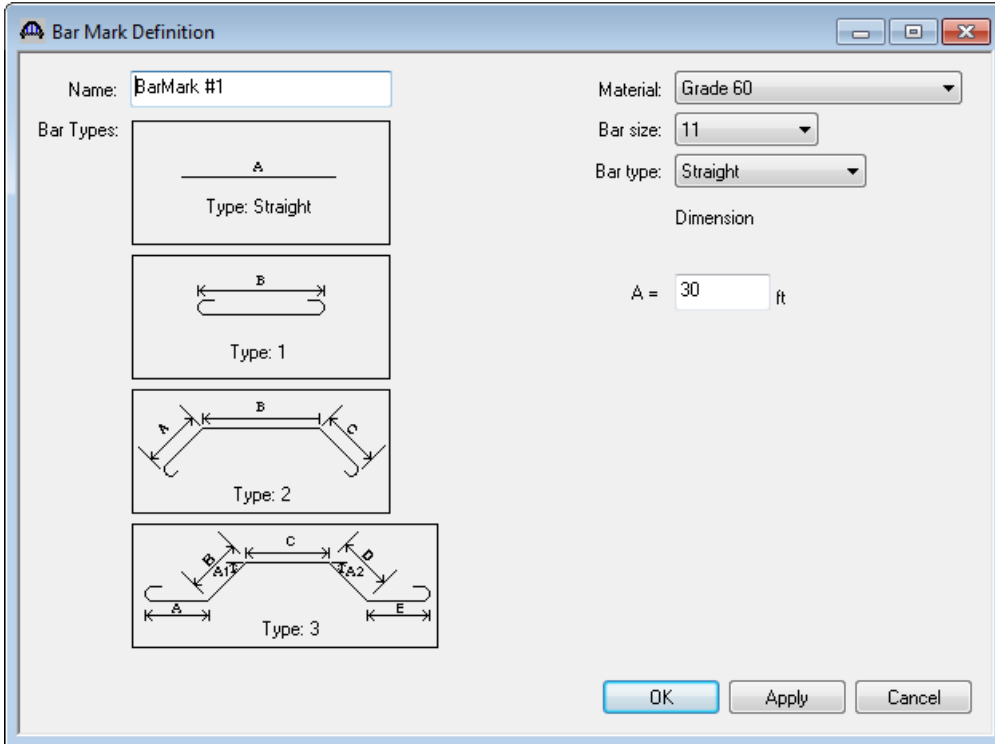 Bar Mark Definition
Name: BarMark #1
Material: Grade 60
Bar Types:
Bar size: 11
Bar type: Straight
Dimension
A = 30 ft
A
Type: Straight
B
Type: 1
A B C
Type: 2
A A1 B C A2 D E
Type: 3
OK Apply Cancel